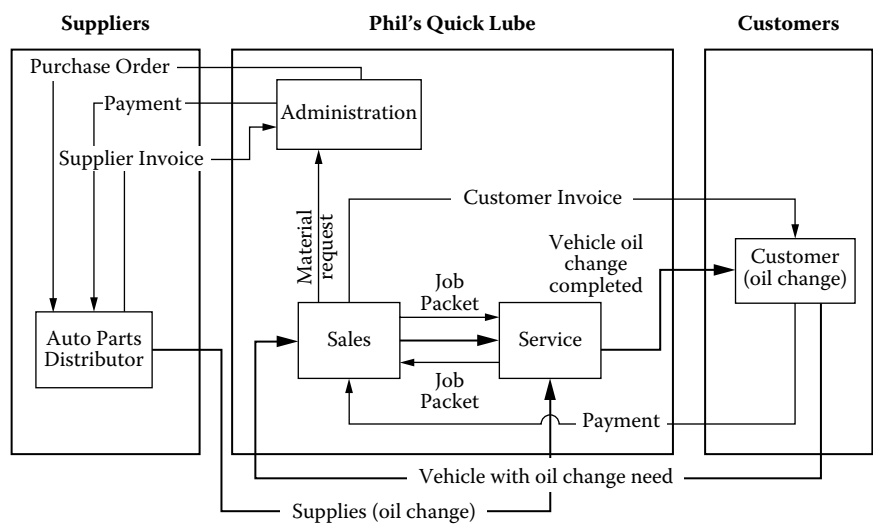 Suppliers
Phil's Quick Lube
Customers
Purchase Order
Payment
Administration
Supplier Invoice
Material
request
Customer Invoice
Vehicle oil
change
completed
Customer
(oil change)
Job
Packet
Auto Parts
Distributor
Sales
Service
Job
Packet
Payment
Vehicle with oil change need
Supplies (oil change)